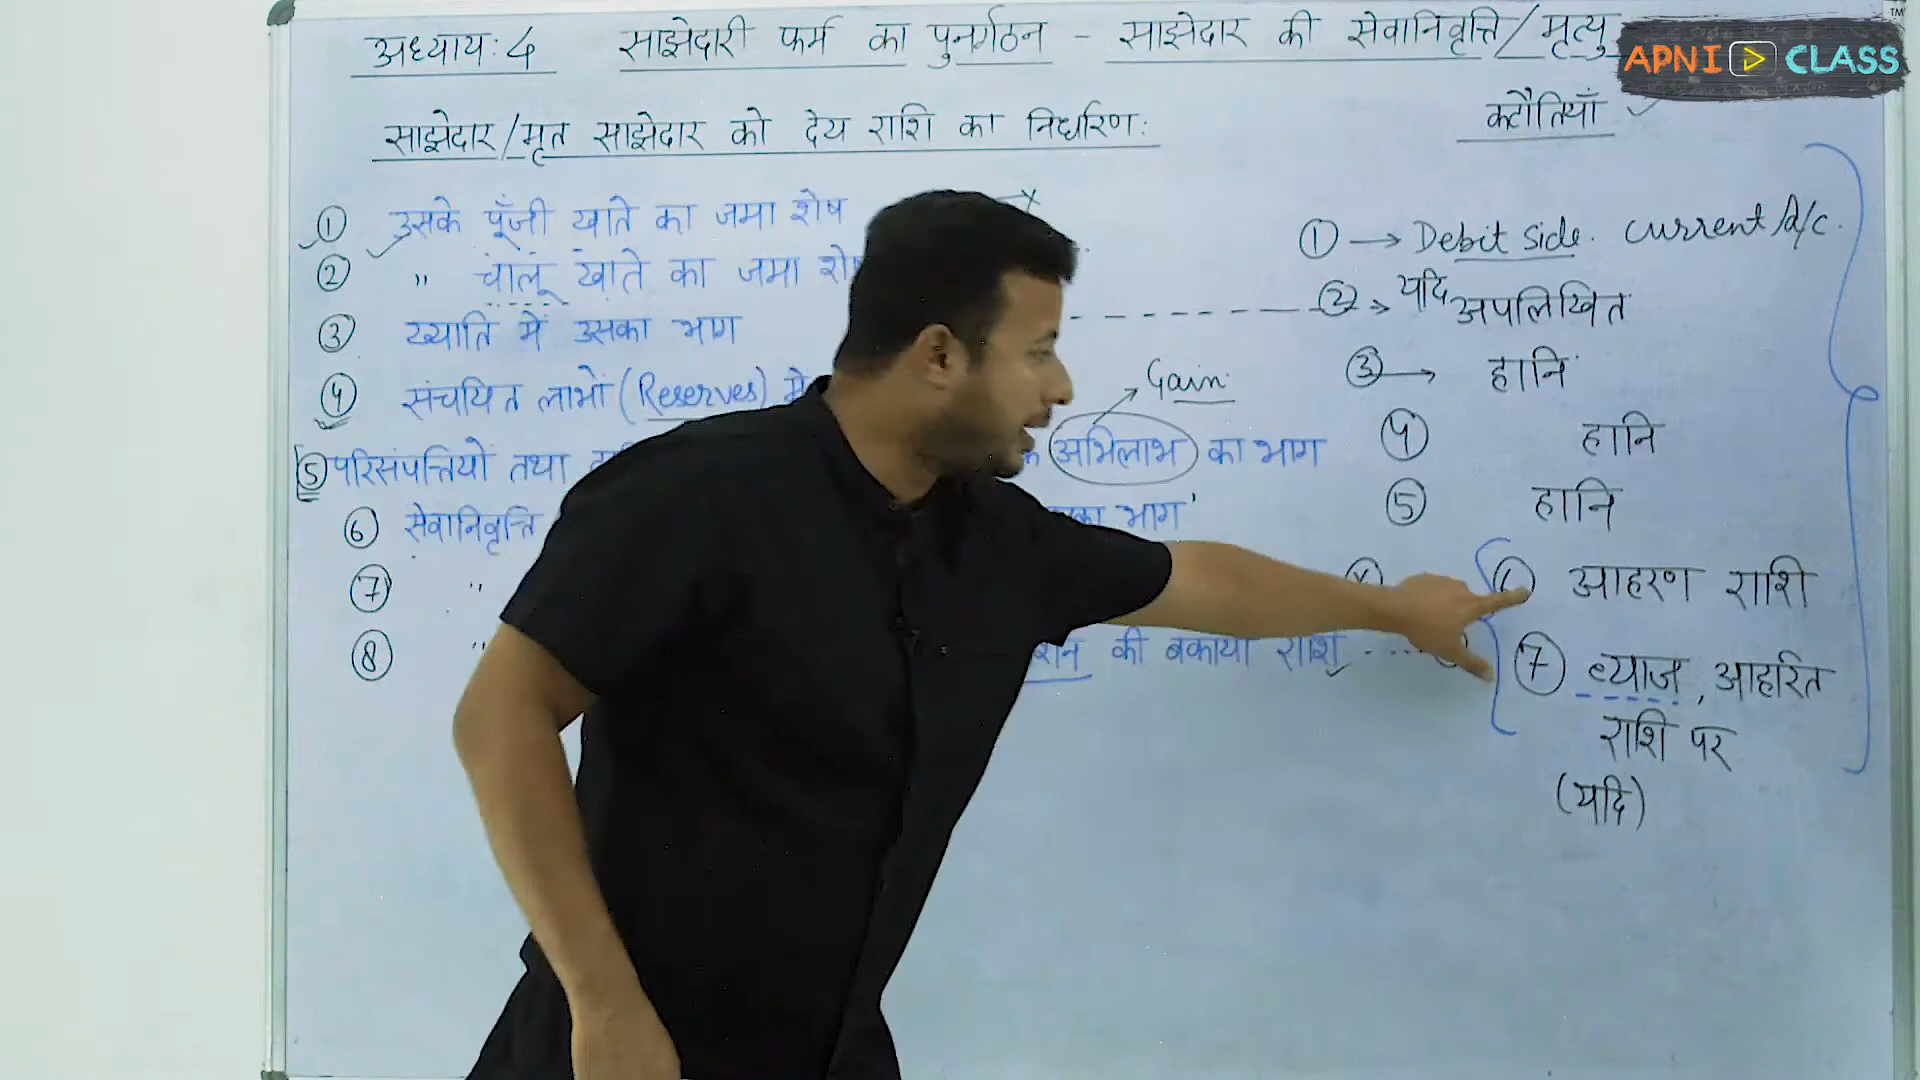 अध्याय: 4 साझेदारी फर्म का पुनर्गठन - साझेदार की सेवानिवृत्ति/मृत्यु
APNI CLASS
TM
साझेदार/मृत साझेदार को देय राशि का निर्धारण:
① उसके पूँजी खाते का जमा शेष
② " चालू खाते का जमा
③ ख्याति में उसका भाग
④ संचयित लाभों (Reserves) में
⑤ परिसंपत्तियों तथा अभिलाभ का भाग
Gain
⑥ सेवानिवृत्ति भाग'
⑦ "
⑧ " की बकाया राशि
कटौतियाँ
① → Debit side. current A/c.
② → यदि अपलिखित
③ → हानि
④ हानि
⑤ हानि
आहरण राशि
⑦ ब्याज, आहरित
राशि पर
(यदि)